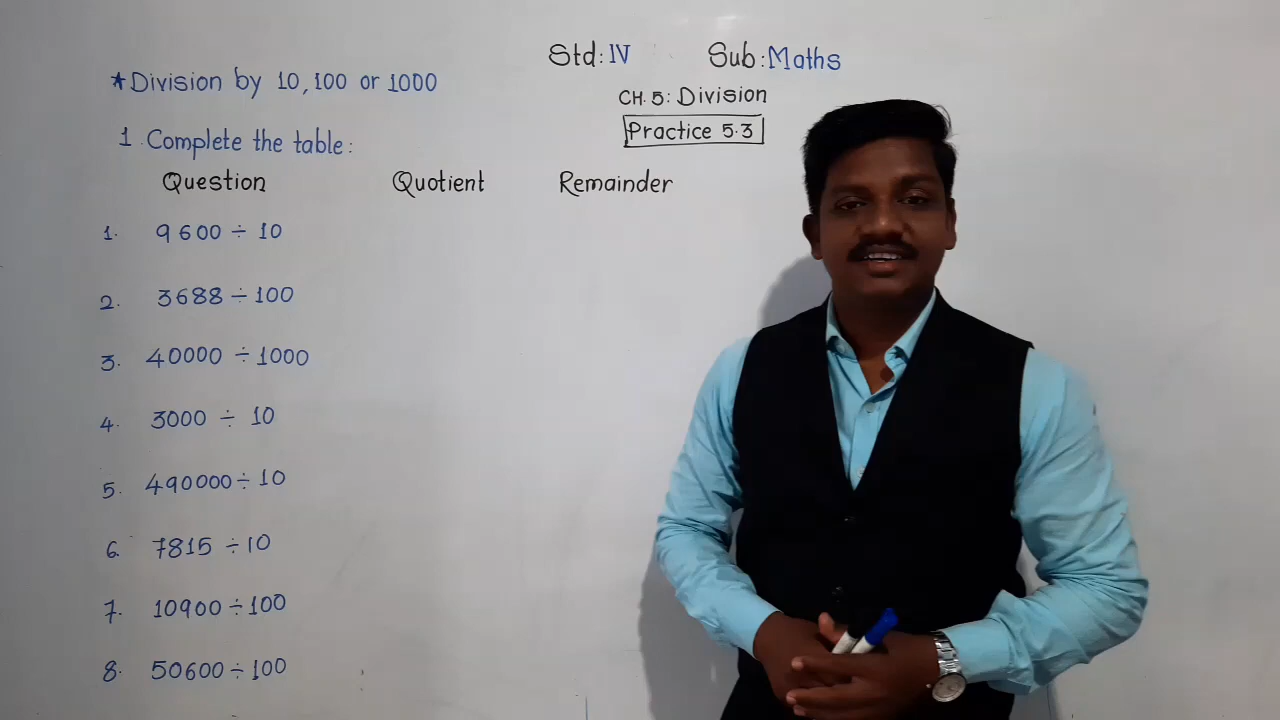 Std: IV Sub: Maths
* Division by 10, 100 or 1000
CH. 5: Division
Practice 5.3
1. Complete the table:
Question Quotient Remainder
1. 9600 ÷ 10
2. 3688 ÷ 100
3. 40000 ÷ 1000
4. 3000 ÷ 10
5. 490000 ÷ 10
6. 7815 ÷ 10
7. 10900 ÷ 100
8. 50600 ÷ 100